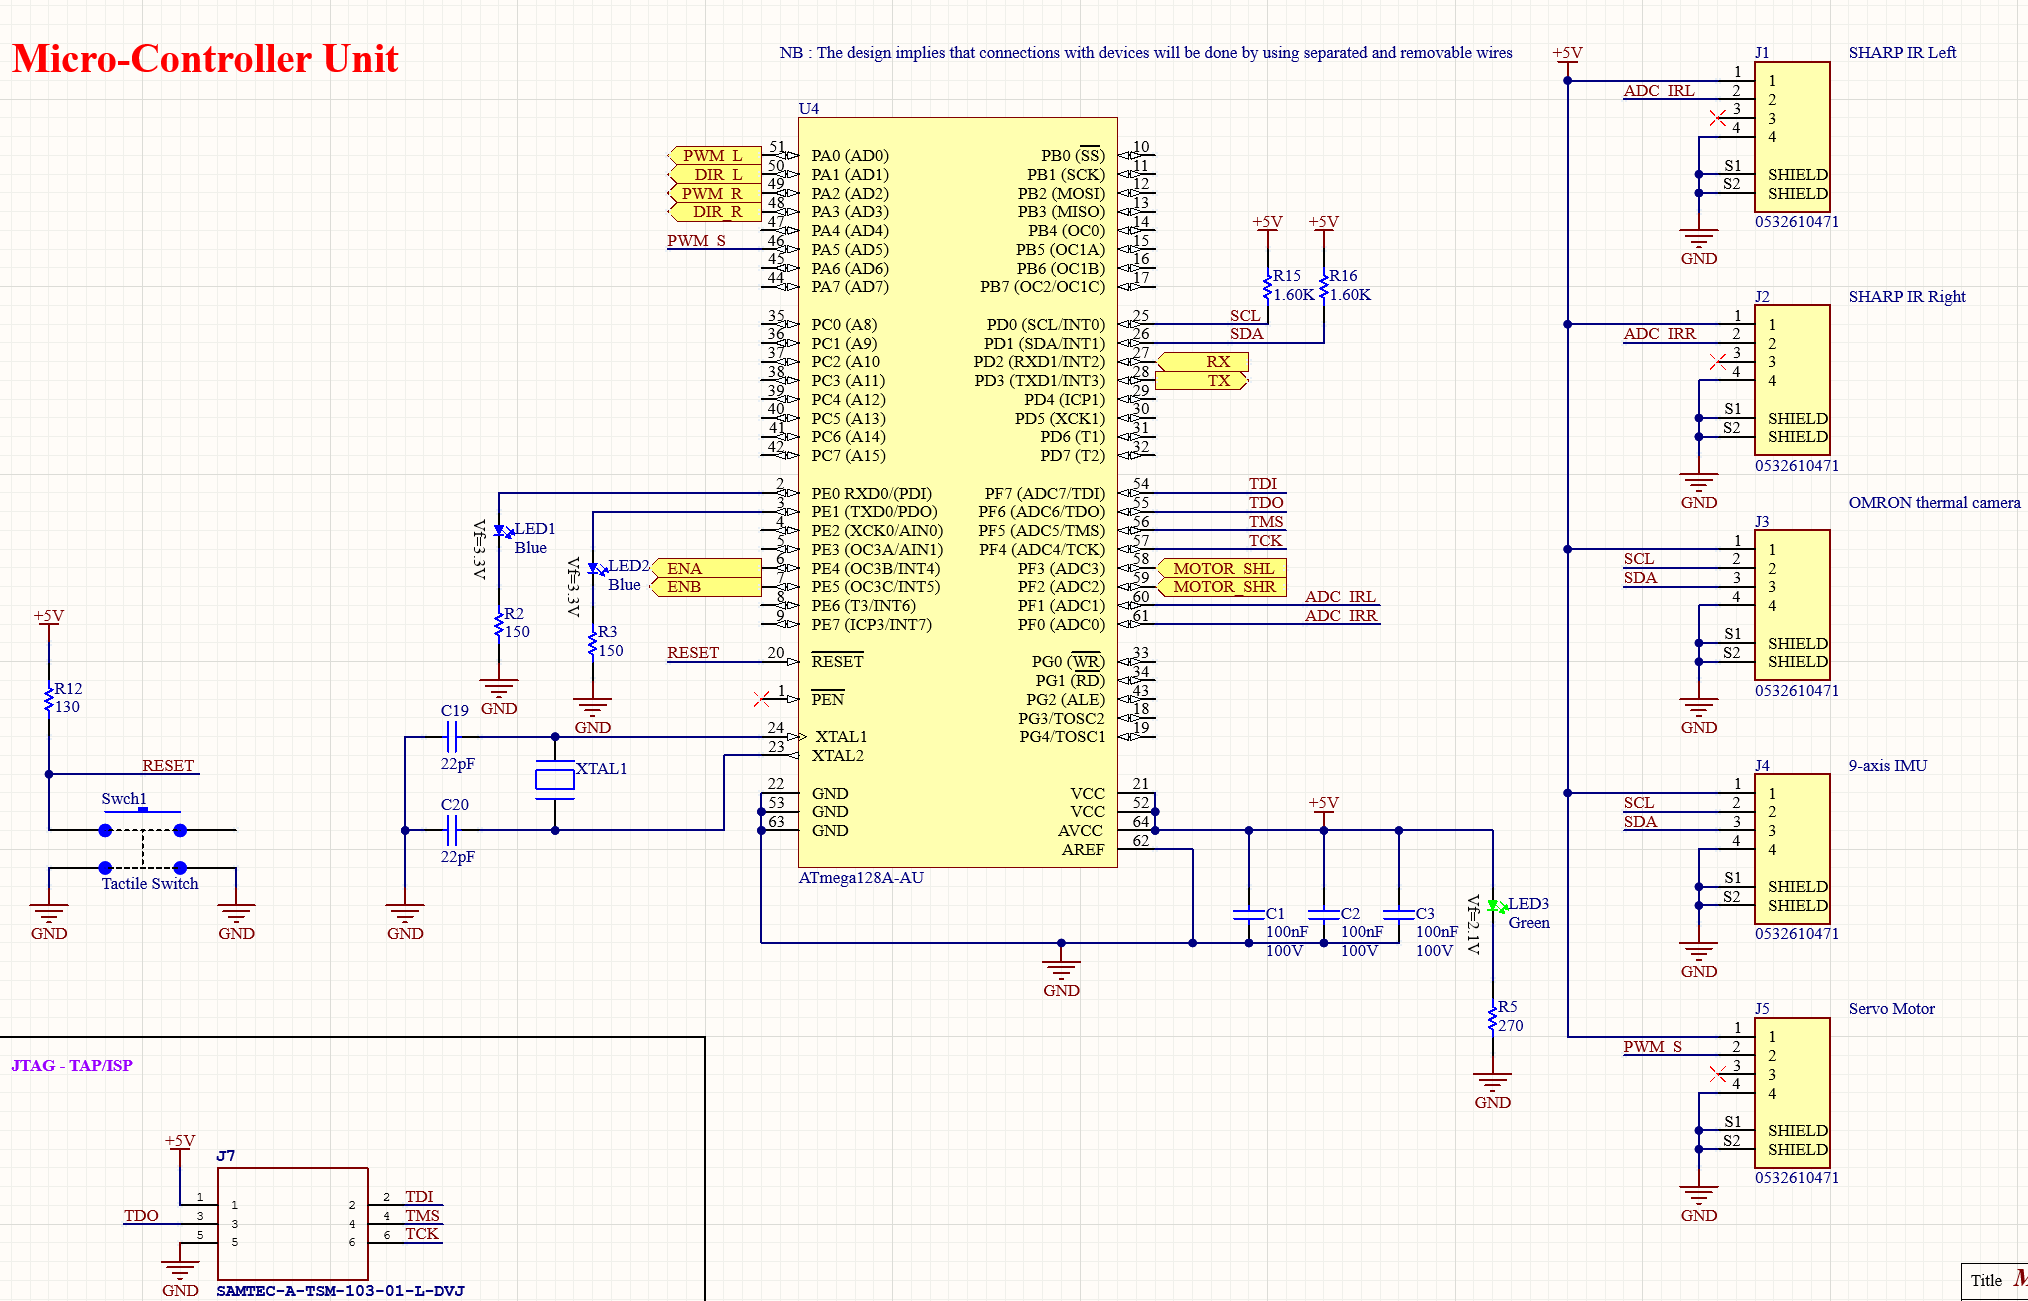 Micro-Controller Unit
NB : The design implies that connections with devices will be done by using separated and removable wires
U4
PWM_L 51 PA0 (AD0) PB0 (SS) 10
DIR_L 50 PA1 (AD1) PB1 (SCK) 11
PWM_R 49 PA2 (AD2) PB2 (MOSI) 12
DIR_R 48 PA3 (AD3) PB3 (MISO) 13
47 PA4 (AD4) PB4 (OC0) 14
PWM_S 46 PA5 (AD5) PB5 (OC1A) 15
45 PA6 (AD6) PB6 (OC1B) 16
44 PA7 (AD7) PB7 (OC2/OC1C) 17
35 PC0 (A8) PD0 (SCL/INT0) 25 SCL
36 PC1 (A9) PD1 (SDA/INT1) 26 SDA
37 PC2 (A10 PD2 (RXD1/INT2) 27 RX
38 PC3 (A11) PD3 (TXD1/INT3) 28 TX
39 PC4 (A12) PD4 (ICP1) 29
40 PC5 (A13) PD5 (XCK1) 30
41 PC6 (A14) PD6 (T1) 31
42 PC7 (A15) PD7 (T2) 32
2 PE0 RXD0/(PDI) PF7 (ADC7/TDI) 54 TDI
3 PE1 (TXD0/PDO) PF6 (ADC6/TDO) 55 TDO
4 PE2 (XCK0/AIN0) PF5 (ADC5/TMS) 56 TMS
5 PE3 (OC3A/AIN1) PF4 (ADC4/TCK) 57 TCK
ENA 6 PE4 (OC3B/INT4) PF3 (ADC3) 58 MOTOR_SHL
ENB 7 PE5 (OC3C/INT5) PF2 (ADC2) 59 MOTOR_SHR
8 PE6 (T3/INT6) PF1 (ADC1) 60 ADC_IRL
9 PE7 (ICP3/INT7) PF0 (ADC0) 61 ADC_IRR
RESET 20 RESET PG0 (WR) 33
PG1 (RD) 34
1 PEN PG2 (ALE) 43
PG3/TOSC2 18
24 XTAL1 PG4/TOSC1 19
23 XTAL2
22 GND VCC 21
53 GND VCC 52
63 GND AVCC 64
AREF 62
ATmega128A-AU
+5V +5V
R15 R16
1.60K 1.60K
Vf=3.3V
LED1
Blue
R2
150
GND
Vf=3.3V
LED2
Blue
R3
150
GND
+5V
R12
130
RESET
Swch1
Tactile Switch
GND GND
C19
22pF
XTAL1
C20
22pF
GND
+5V
C1 C2 C3
100nF 100nF 100nF
100V 100V 100V
GND
Vf=2.1V
LED3
Green
R5
270
GND
+5V
J1 SHARP IR Left
1 1
ADC_IRL 2 2
3 3
4 4
S1 SHIELD
S2 SHIELD
0532610471
GND
J2 SHARP IR Right
1 1
ADC_IRR 2 2
3 3
4 4
S1 SHIELD
S2 SHIELD
0532610471
GND
OMRON thermal camera
J3
1 1
SCL 2 2
SDA 3 3
4 4
S1 SHIELD
S2 SHIELD
0532610471
GND
J4 9-axis IMU
1 1
SCL 2 2
SDA 3 3
4 4
S1 SHIELD
S2 SHIELD
0532610471
GND
J5 Servo Motor
1 1
PWM_S 2 2
3 3
4 4
S1 SHIELD
S2 SHIELD
0532610471
GND
JTAG - TAP/ISP
+5V
J7
1 1 2 2 TDI
TDO 3 3 4 4 TMS
5 5 6 6 TCK
GND
SAMTEC-A-TSM-103-01-L-DVJ
Title